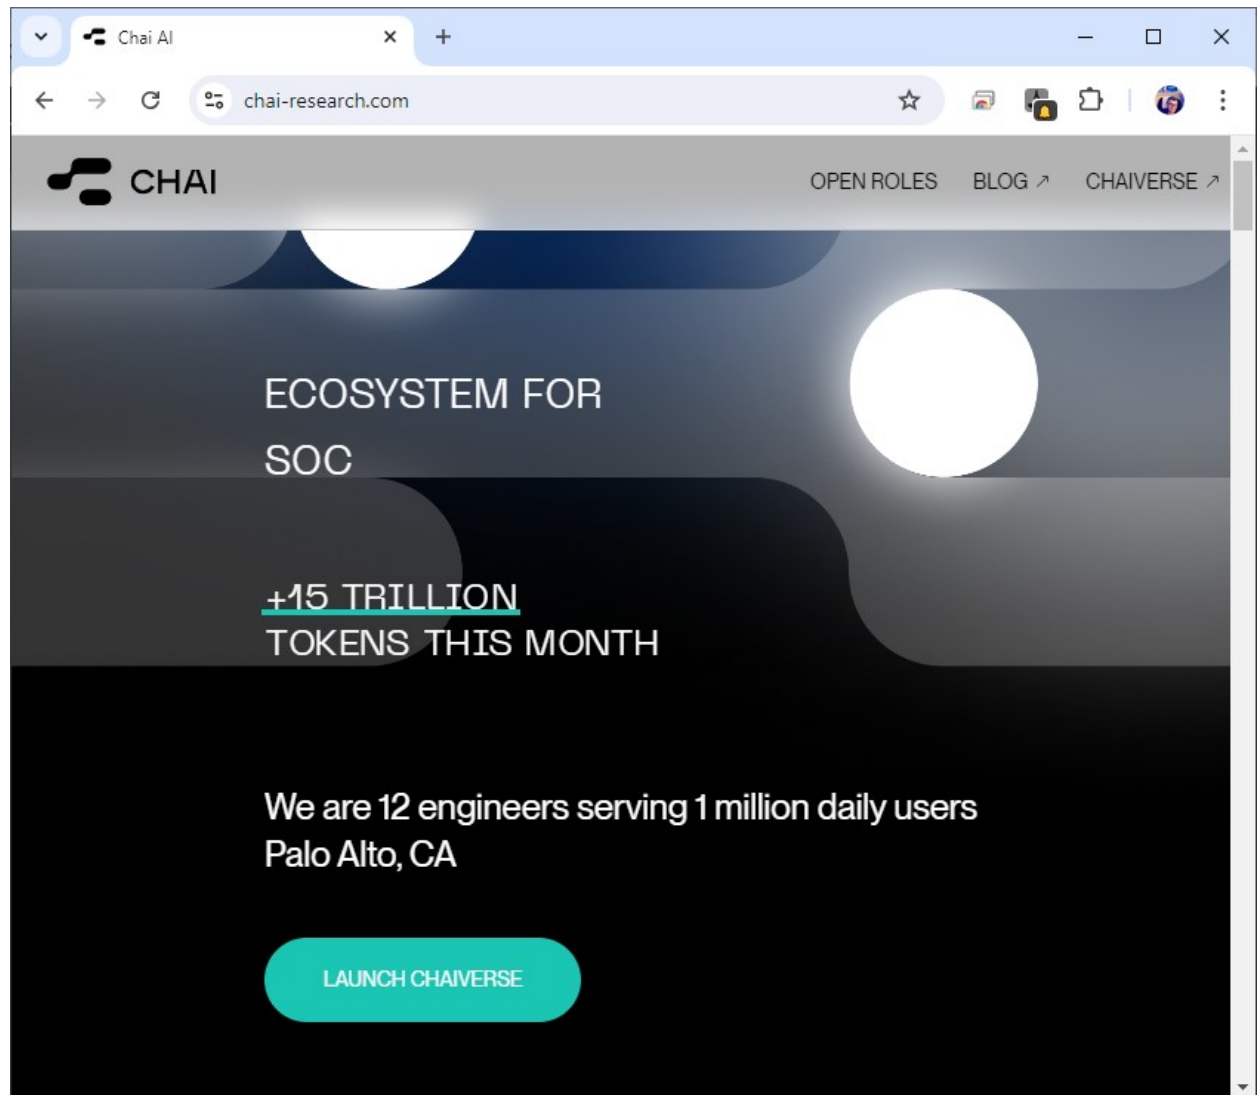 Chai AI
chai-research.com
CHAI
OPEN ROLES
BLOG ↗
CHAIVERSE ↗
ECOSYSTEM FOR
SOC
+15 TRILLION
TOKENS THIS MONTH
We are 12 engineers serving 1 million daily users
Palo Alto, CA
LAUNCH CHAIVERSE